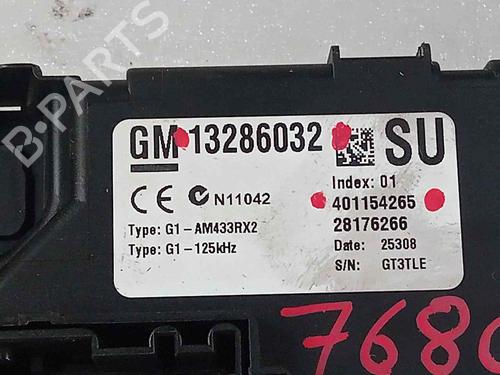 B-PARTS
GM 13286032 SU
Index: 01
CE N11042 401154265
28176266
Type: G1-AM433RX2 Date: 25308
Type: G1-125kHz S/N: GT3TLE